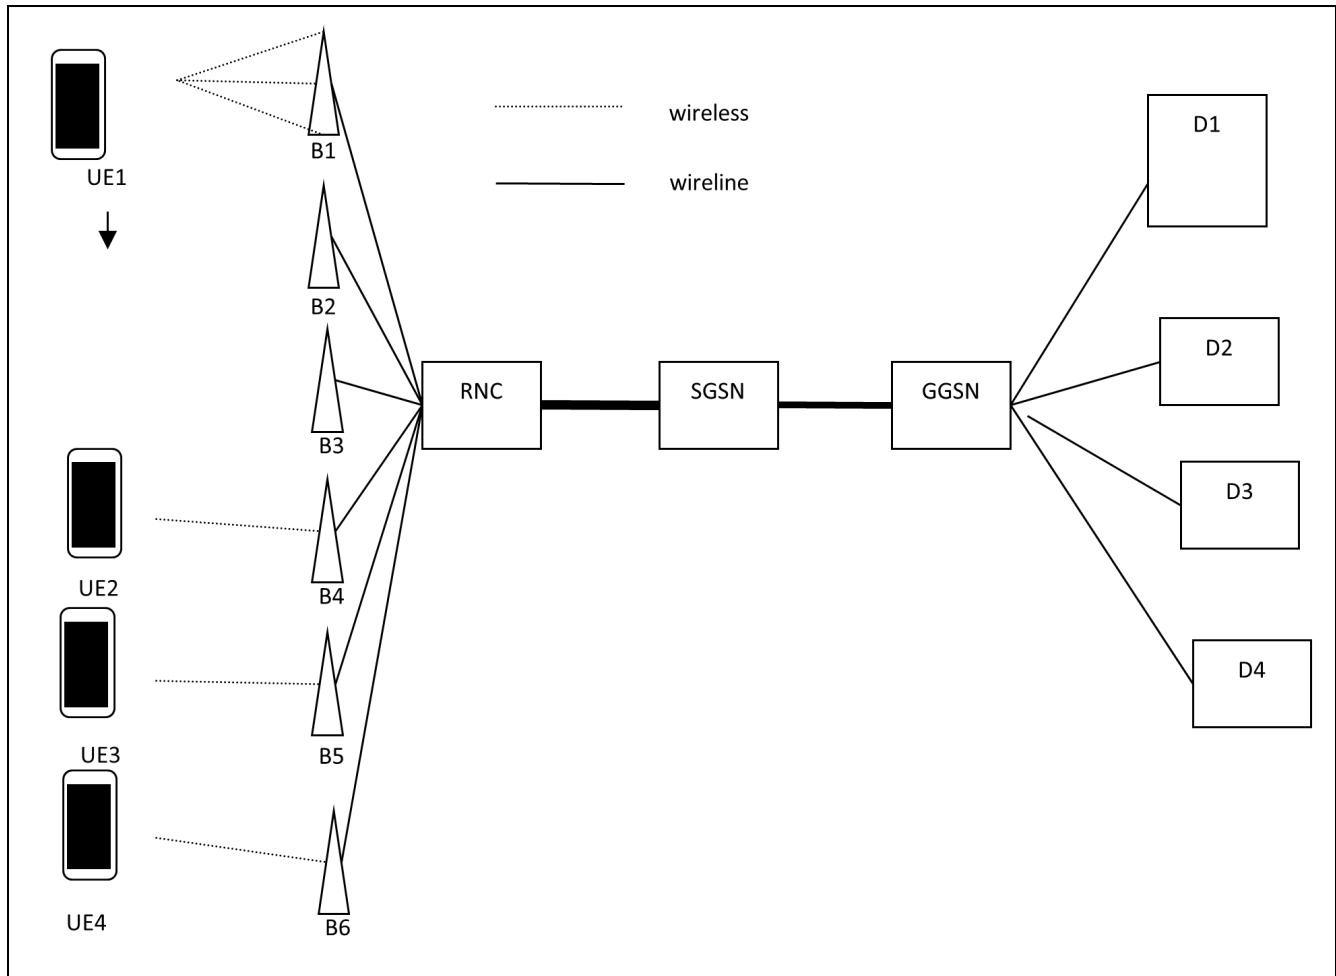 wireless
wireline
UE1
UE2
UE3
UE4
B1
B2
B3
B4
B5
B6
RNC
SGSN
GGSN
D1
D2
D3
D4